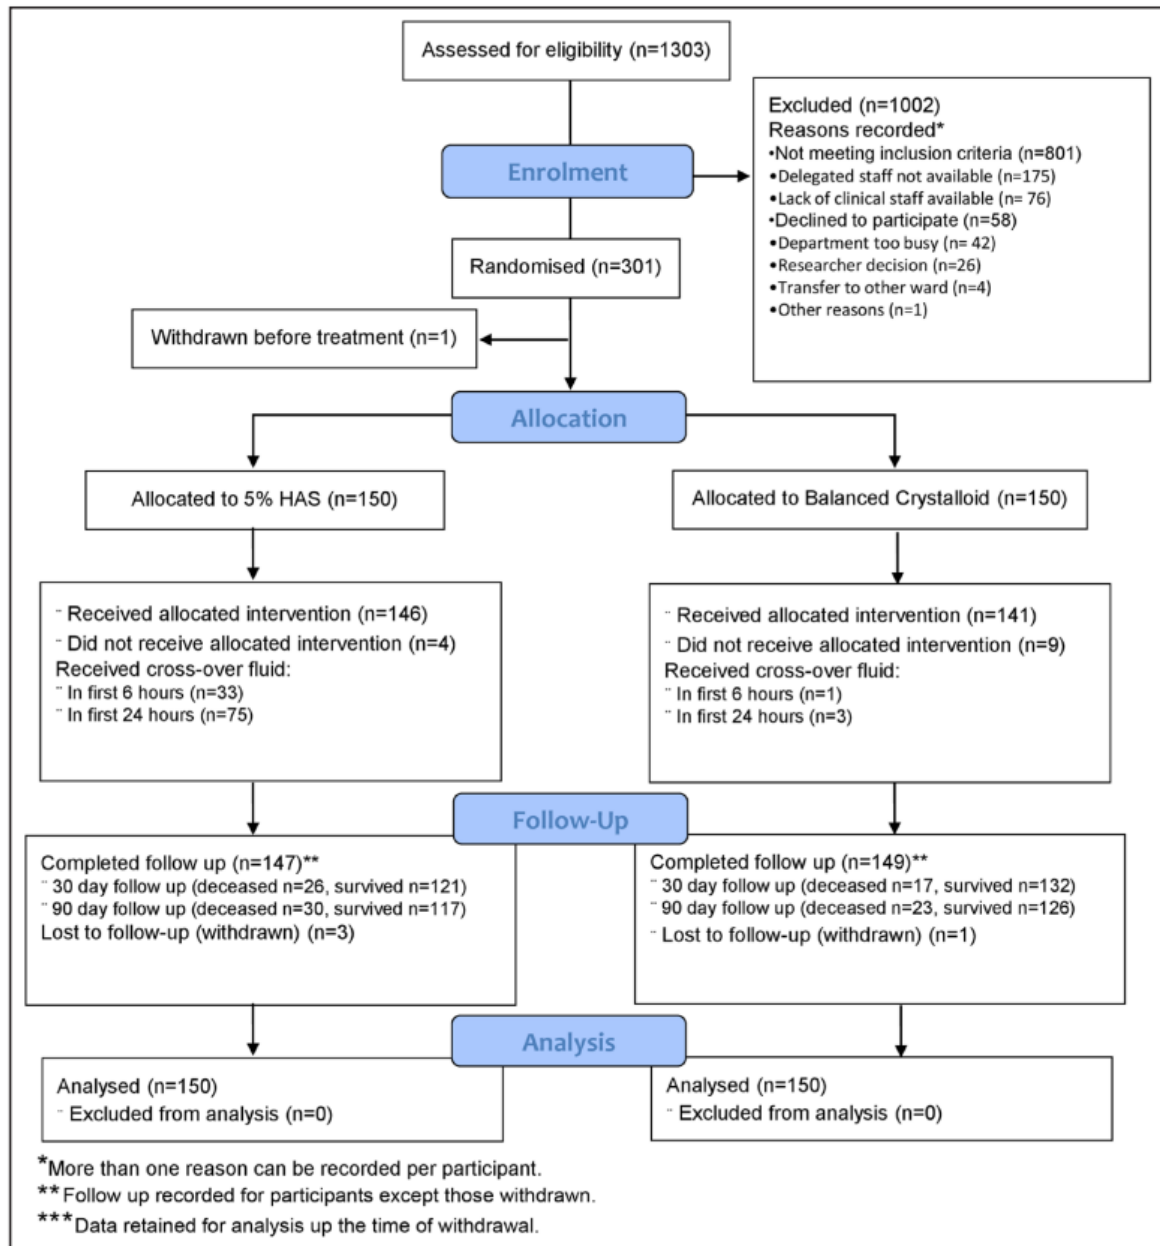 Assessed for eligibility (n=1303)
Excluded (n=1002)
Reasons recorded*
•Not meeting inclusion criteria (n=801)
•Delegated staff not available (n=175)
•Lack of clinical staff available (n= 76)
•Declined to participate (n=58)
•Department too busy (n= 42)
•Researcher decision (n=26)
•Transfer to other ward (n=4)
•Other reasons (n=1)
Enrolment
Randomised (n=301)
Withdrawn before treatment (n=1)
Allocation
Allocated to 5% HAS (n=150)
Allocated to Balanced Crystalloid (n=150)
¨ Received allocated intervention (n=146)
¨ Did not receive allocated intervention (n=4)
Received cross-over fluid:
¨ In first 6 hours (n=33)
¨ In first 24 hours (n=75)
¨ Received allocated intervention (n=141)
¨ Did not receive allocated intervention (n=9)
Received cross-over fluid:
¨ In first 6 hours (n=1)
¨ In first 24 hours (n=3)
Follow-Up
Completed follow up (n=147)**
¨ 30 day follow up (deceased n=26, survived n=121)
¨ 90 day follow up (deceased n=30, survived n=117)
Lost to follow-up (withdrawn) (n=3)
Completed follow up (n=149)**
¨ 30 day follow up (deceased n=17, survived n=132)
¨ 90 day follow up (deceased n=23, survived n=126)
¨ Lost to follow-up (withdrawn) (n=1)
Analysis
Analysed (n=150)
¨ Excluded from analysis (n=0)
Analysed (n=150)
¨ Excluded from analysis (n=0)
*More than one reason can be recorded per participant.
**Follow up recorded for participants except those withdrawn.
***Data retained for analysis up the time of withdrawal.